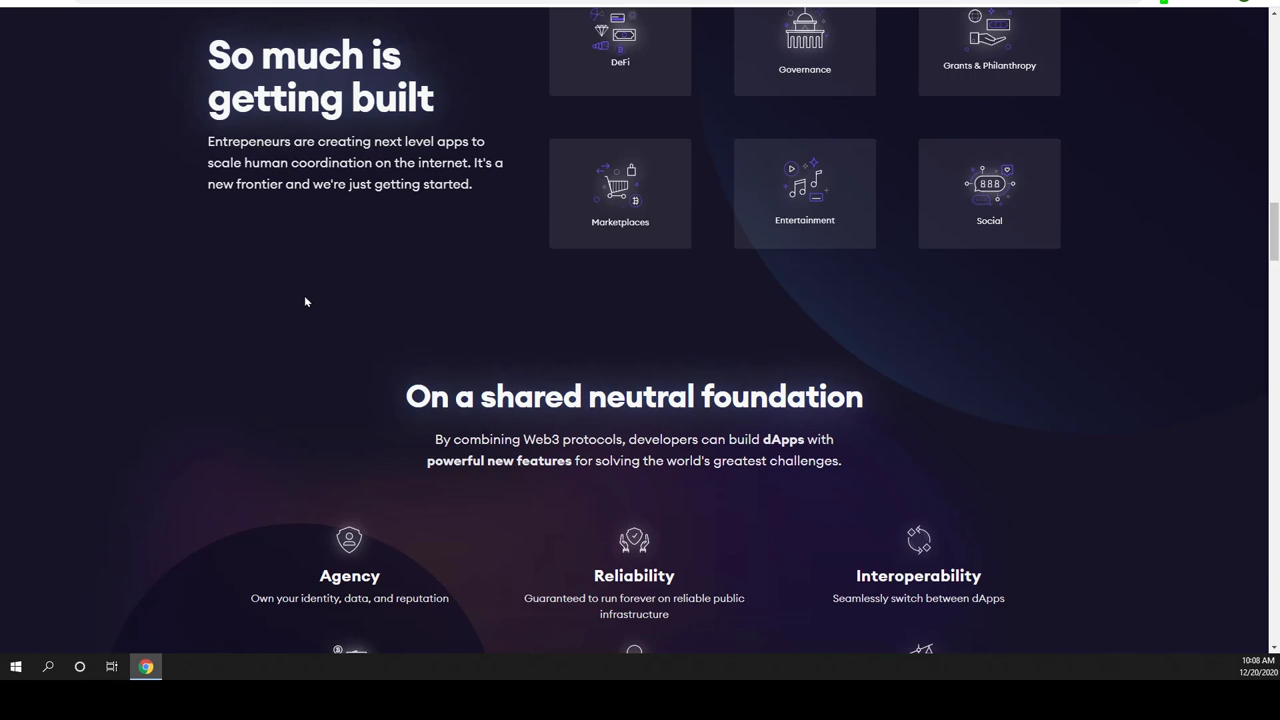 So much is
getting built
Entrepeneurs are creating next level apps to
scale human coordination on the internet. It's a
new frontier and we're just getting started.
DeFi
Governance
Grants & Philanthropy
Marketplaces
Entertainment
888
Social
On a shared neutral foundation
By combining Web3 protocols, developers can build dApps with
powerful new features for solving the world's greatest challenges.
Agency
Own your identity, data, and reputation
Reliability
Guaranteed to run forever on reliable public
infrastructure
Interoperability
Seamlessly switch between dApps
10:08 AM
12/20/2020